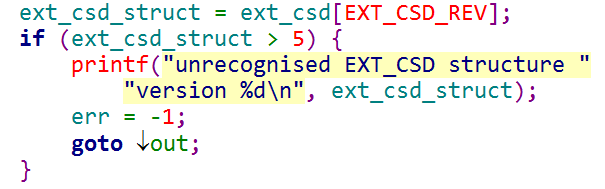 ext_csd_struct = ext_csd[EXT_CSD_REV];
if (ext_csd_struct > 5) {
    printf("unrecognised EXT_CSD structure "
        "version %d\n", ext_csd_struct);
    err = -1;
    goto ↓out;
}